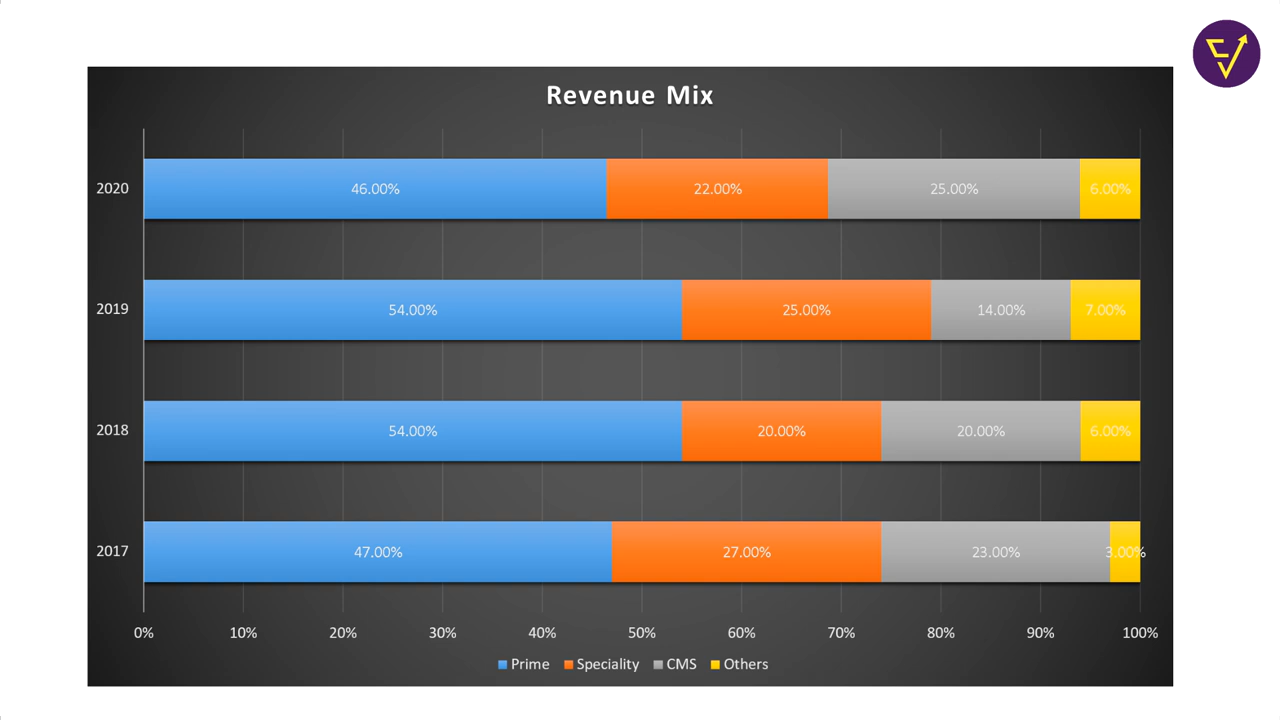 Revenue Mix
2020 46.00% 22.00% 25.00% 6.00%
2019 54.00% 25.00% 14.00% 7.00%
2018 54.00% 20.00% 20.00% 6.00%
2017 47.00% 27.00% 23.00% 3.00%
0% 10% 20% 30% 40% 50% 60% 70% 80% 90% 100%
Prime Speciality CMS Others